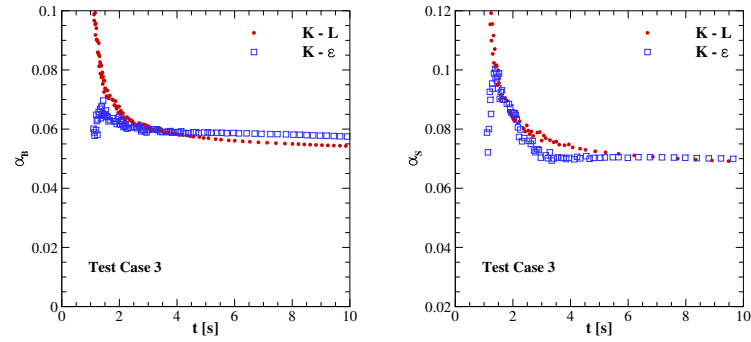 0.1
0.08
0.06
0.04
0.02
0
α_B
0 2 4 6 8 10
t [s]
K - L
K - ε
Test Case 3
0.12
0.1
0.08
0.06
0.04
0.02
α_S
0 2 4 6 8 10
t [s]
K - L
K - ε
Test Case 3